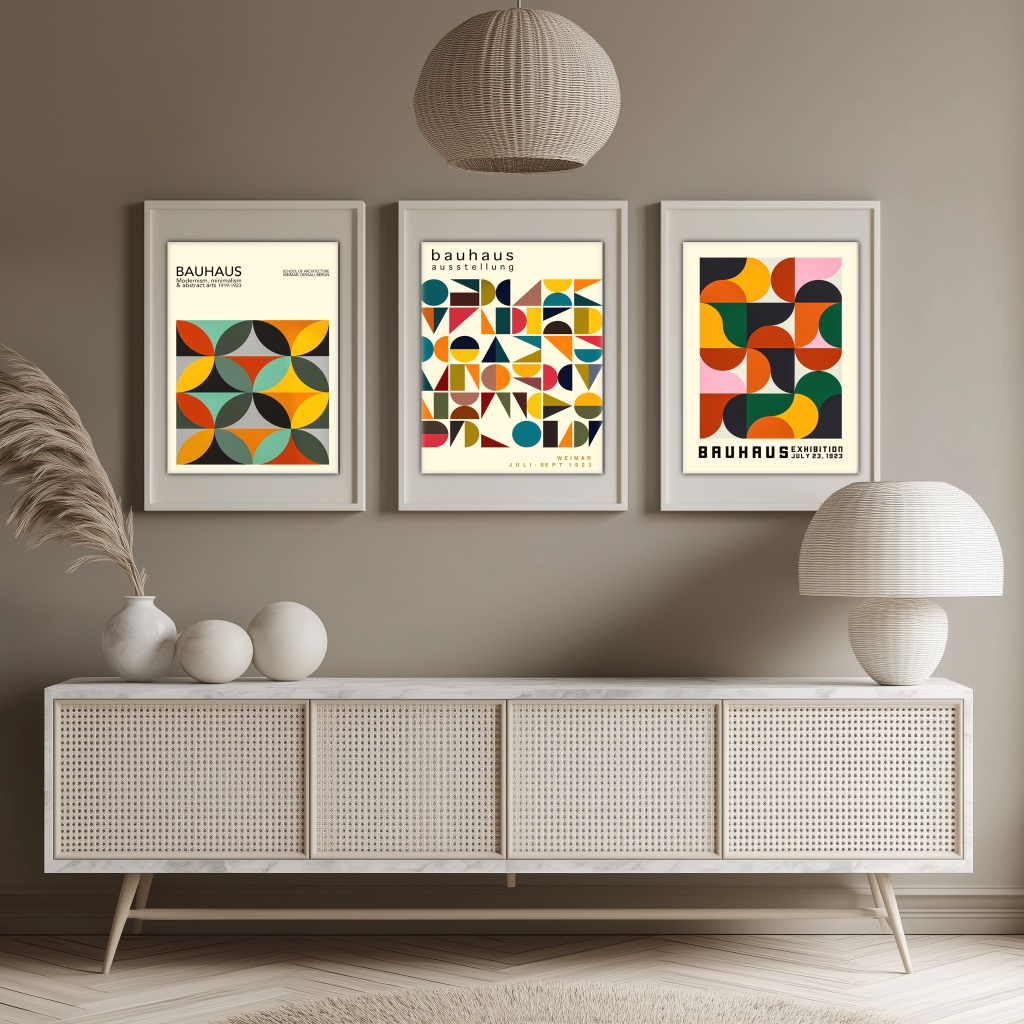 BAUHAUS
Modernism, minimalism
& abstract arts 1919-1923
SCHOOL OF ARCHITECTURE
WEIMAR, DESSAU, BERLIN
bauhaus
ausstellung
WEIMAR
JULI-SEPT 1923
BAUHAUS
EXHIBITION
JULY 23, 1923